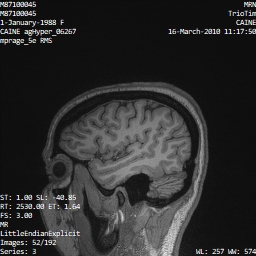 M87100045
MRN
M87100045
TrioTim
1-January-1988 F
CAINE
CAINE agHyper_06267
16-March-2010 11:17:50
mprage_5e RMS
ST: 1.00 SL: -40.85
RT: 2530.00 ET: 1.64
FS: 3.00
MR
LittleEndianExplicit
Images: 52/192
Series: 3
WL: 257 WW: 574